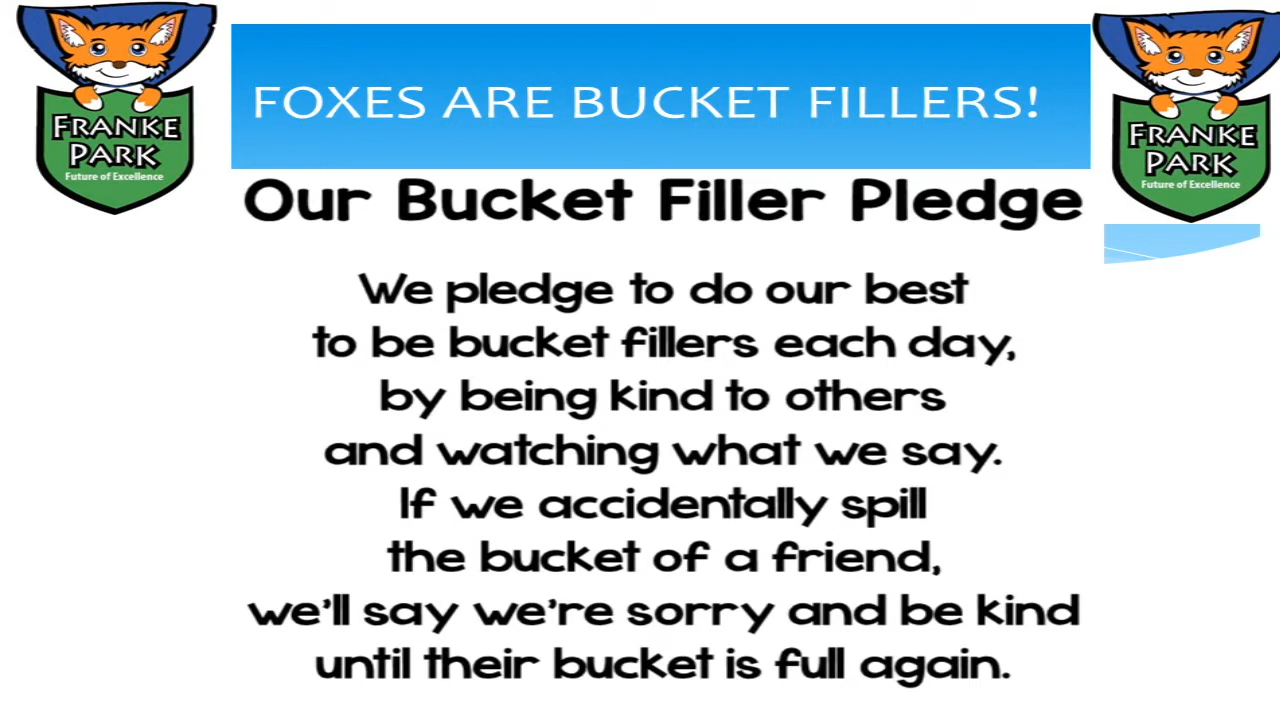 FRANKE
PARK
Future of Excellence
FOXES ARE BUCKET FILLERS!
FRANKE
PARK
Future of Excellence
Our Bucket Filler Pledge
We pledge to do our best
to be bucket fillers each day,
by being kind to others
and watching what we say.
If we accidentally spill
the bucket of a friend,
we'll say we're sorry and be kind
until their bucket is full again.